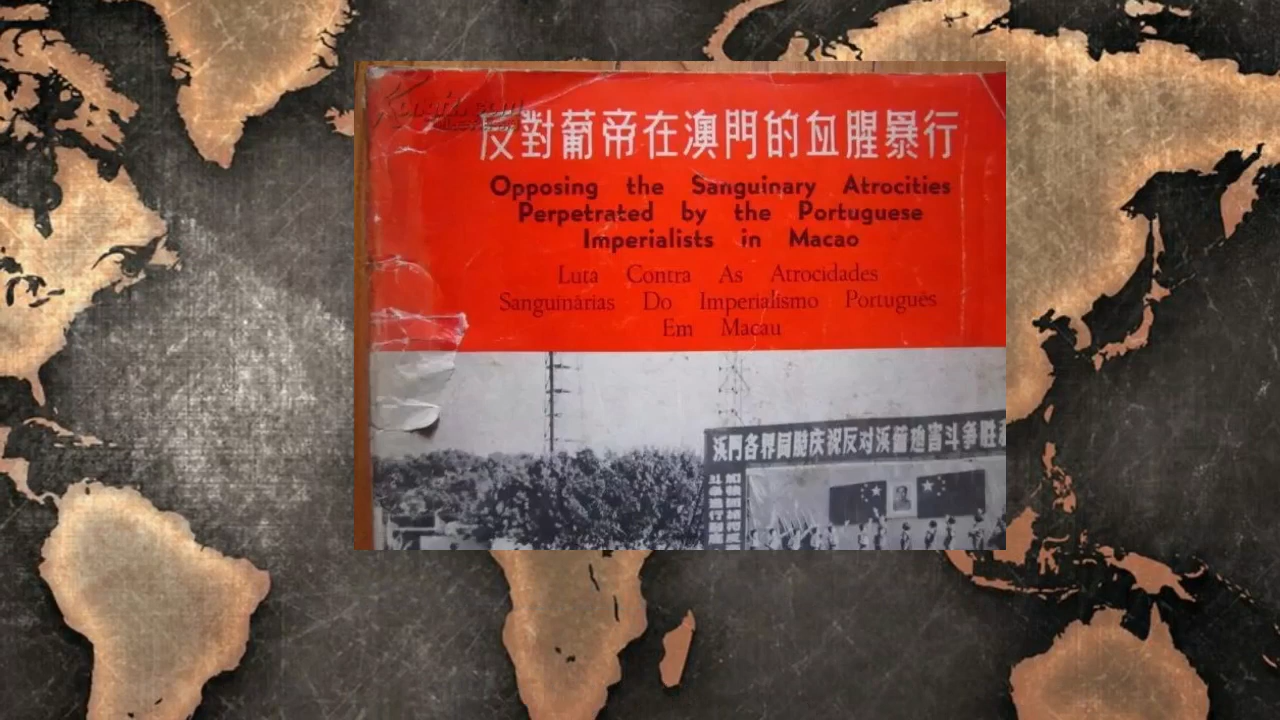 反對葡帝在澳門的血腥暴行
Opposing the Sanguinary Atrocities
Perpetrated by the Portuguese
Imperialists in Macao
Luta Contra As Atrocidades
Sanguinárias Do Imperialismo Português
Em Macau
澳門各界同胞庆祝反对澳葡迫害斗争胜利